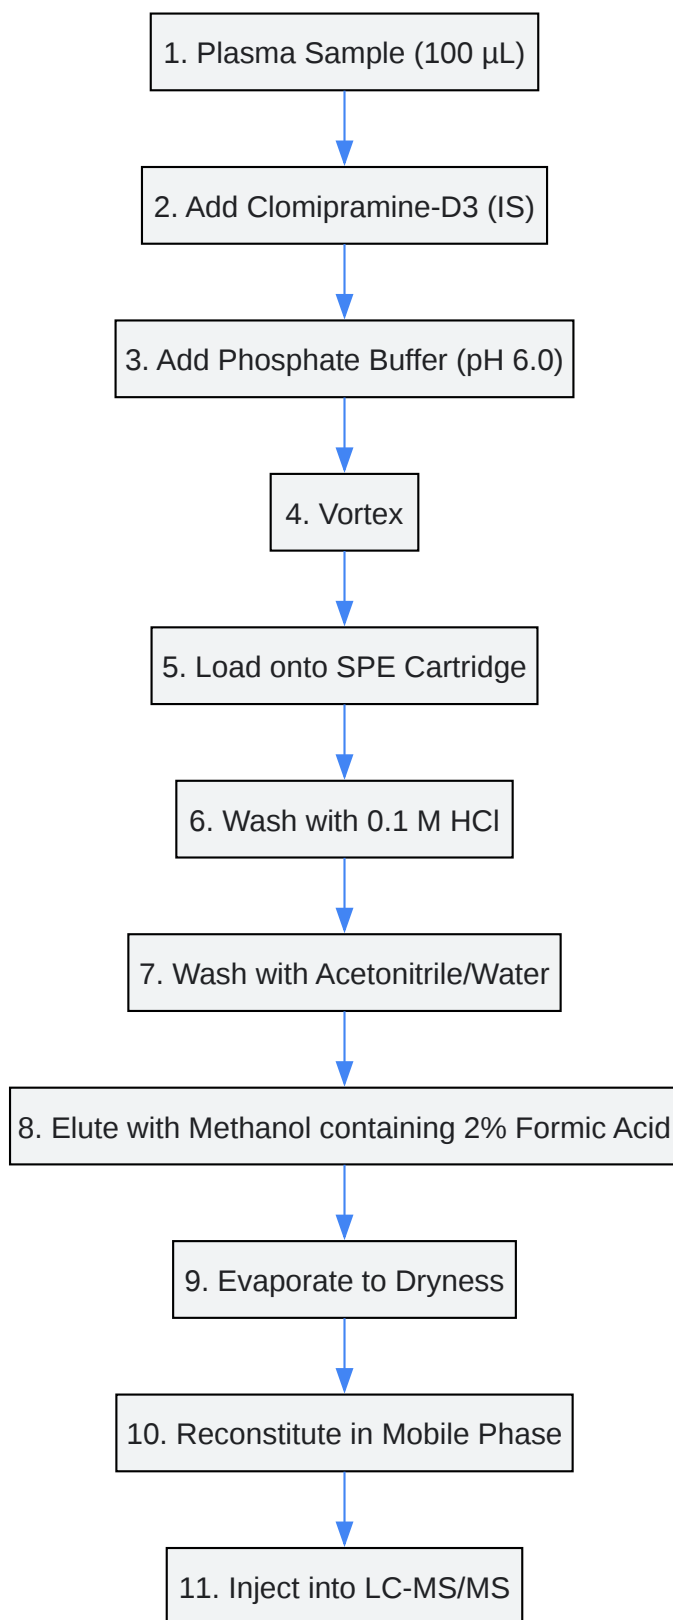 1. Plasma Sample (100 µL)
2. Add Clomipramine-D3 (IS)
3. Add Phosphate Buffer (pH 6.0)
4. Vortex
5. Load onto SPE Cartridge
6. Wash with 0.1 M HCl
7. Wash with Acetonitrile/Water
8. Elute with Methanol containing 2% Formic Acid
9. Evaporate to Dryness
10. Reconstitute in Mobile Phase
11. Inject into LC-MS/MS